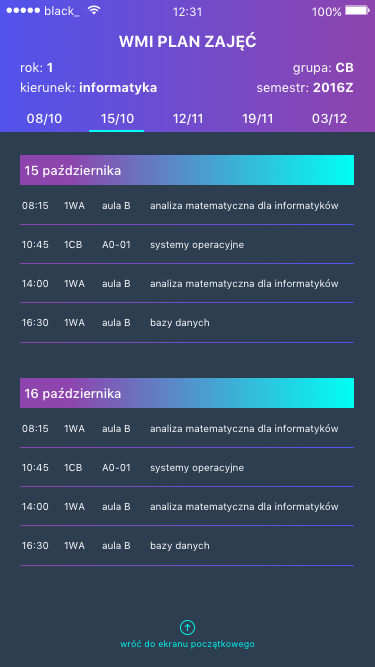 black_ 12:31 100%
WMI PLAN ZAJĘĆ
rok: 1 grupa: CB
kierunek: informatyka semestr: 2016Z
08/10 15/10 12/11 19/11 03/12
15 października
08:15 1WA aula B analiza matematyczna dla informatyków
10:45 1CB A0-01 systemy operacyjne
14:00 1WA aula B analiza matematyczna dla informatyków
16:30 1WA aula B bazy danych
16 października
08:15 1WA aula B analiza matematyczna dla informatyków
10:45 1CB A0-01 systemy operacyjne
14:00 1WA aula B analiza matematyczna dla informatyków
16:30 1WA aula B bazy danych
wróć do ekranu początkowego